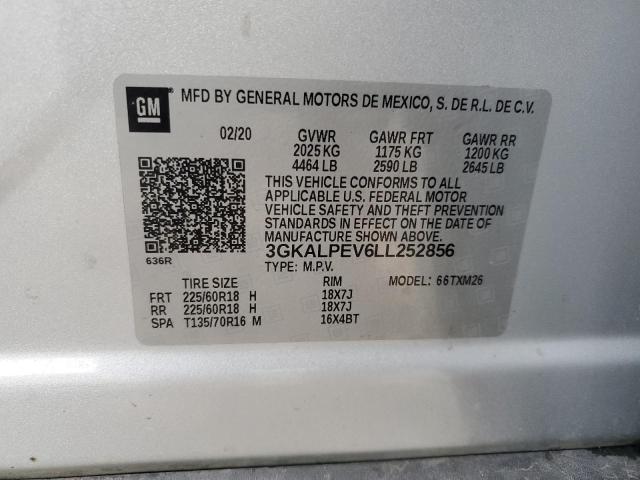 GM MFD BY GENERAL MOTORS DE MEXICO, S. DE R.L. DE C.V.
02/20 GVWR GAWR FRT GAWR RR
2025 KG 1175 KG 1200 KG
4464 LB 2590 LB 2645 LB
THIS VEHICLE CONFORMS TO ALL
APPLICABLE U.S. FEDERAL MOTOR
VEHICLE SAFETY AND THEFT PREVENTION
STANDARDS IN EFFECT ON THE DATE OF
MANUFACTURE SHOWN ABOVE.
3GKALPEV6LL252856
636R TYPE: M.P.V.
TIRE SIZE RIM MODEL: 66TXM26
FRT 225/60R18 H 18X7J
RR 225/60R18 H 18X7J
SPA T135/70R16 M 16X4BT